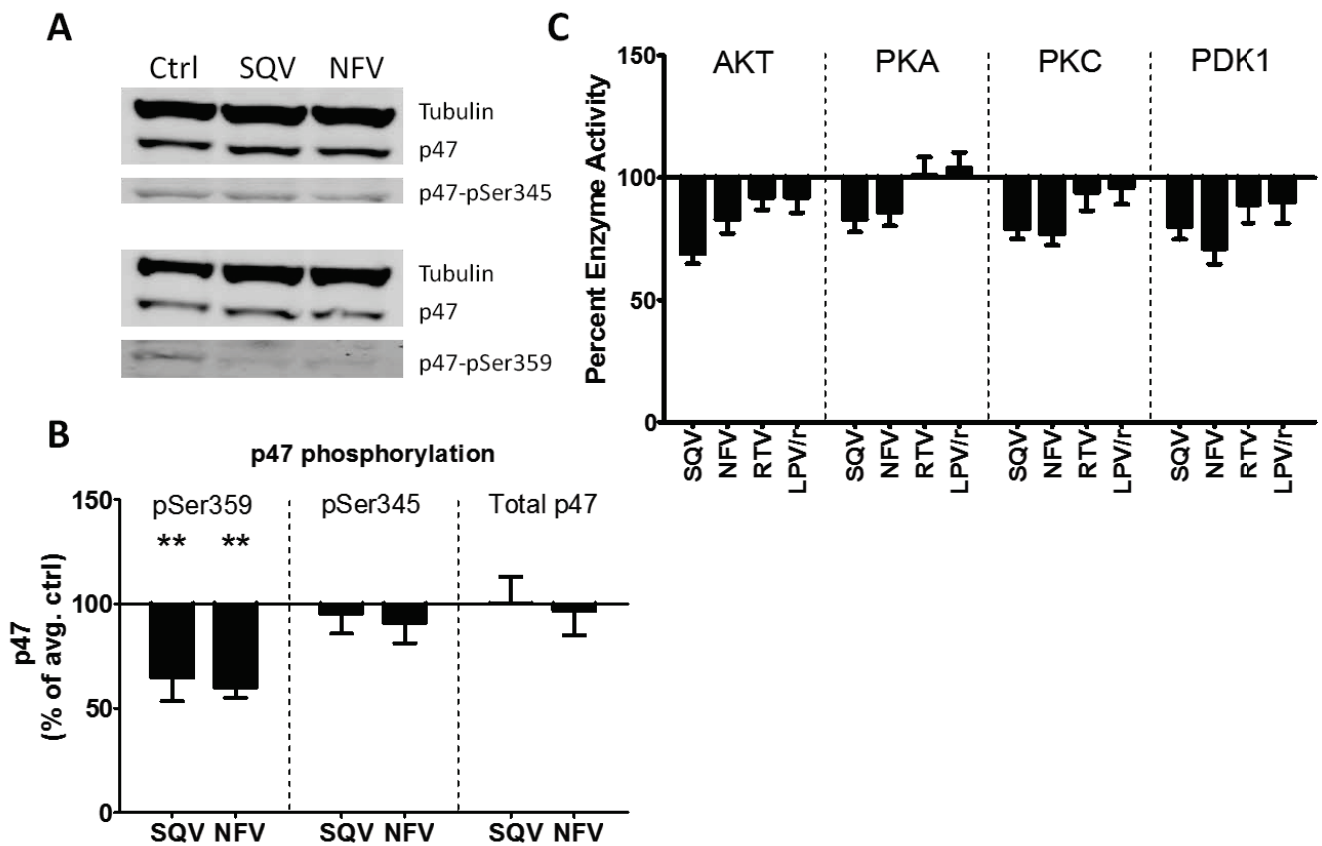 A
Ctrl SQV NFV
Tubulin
p47
p47-pSer345
Tubulin
p47
p47-pSer359
B
p47 phosphorylation
150
100
50
0
p47
(% of avg. ctrl)
pSer359 pSer345 Total p47
** **
SQV NFV SQV NFV SQV NFV
C
150
100
50
0
Percent Enzyme Activity
AKT PKA PKC PDK1
SQV NFV RTV LPV/r SQV NFV RTV LPV/r SQV NFV RTV LPV/r SQV NFV RTV LPV/r